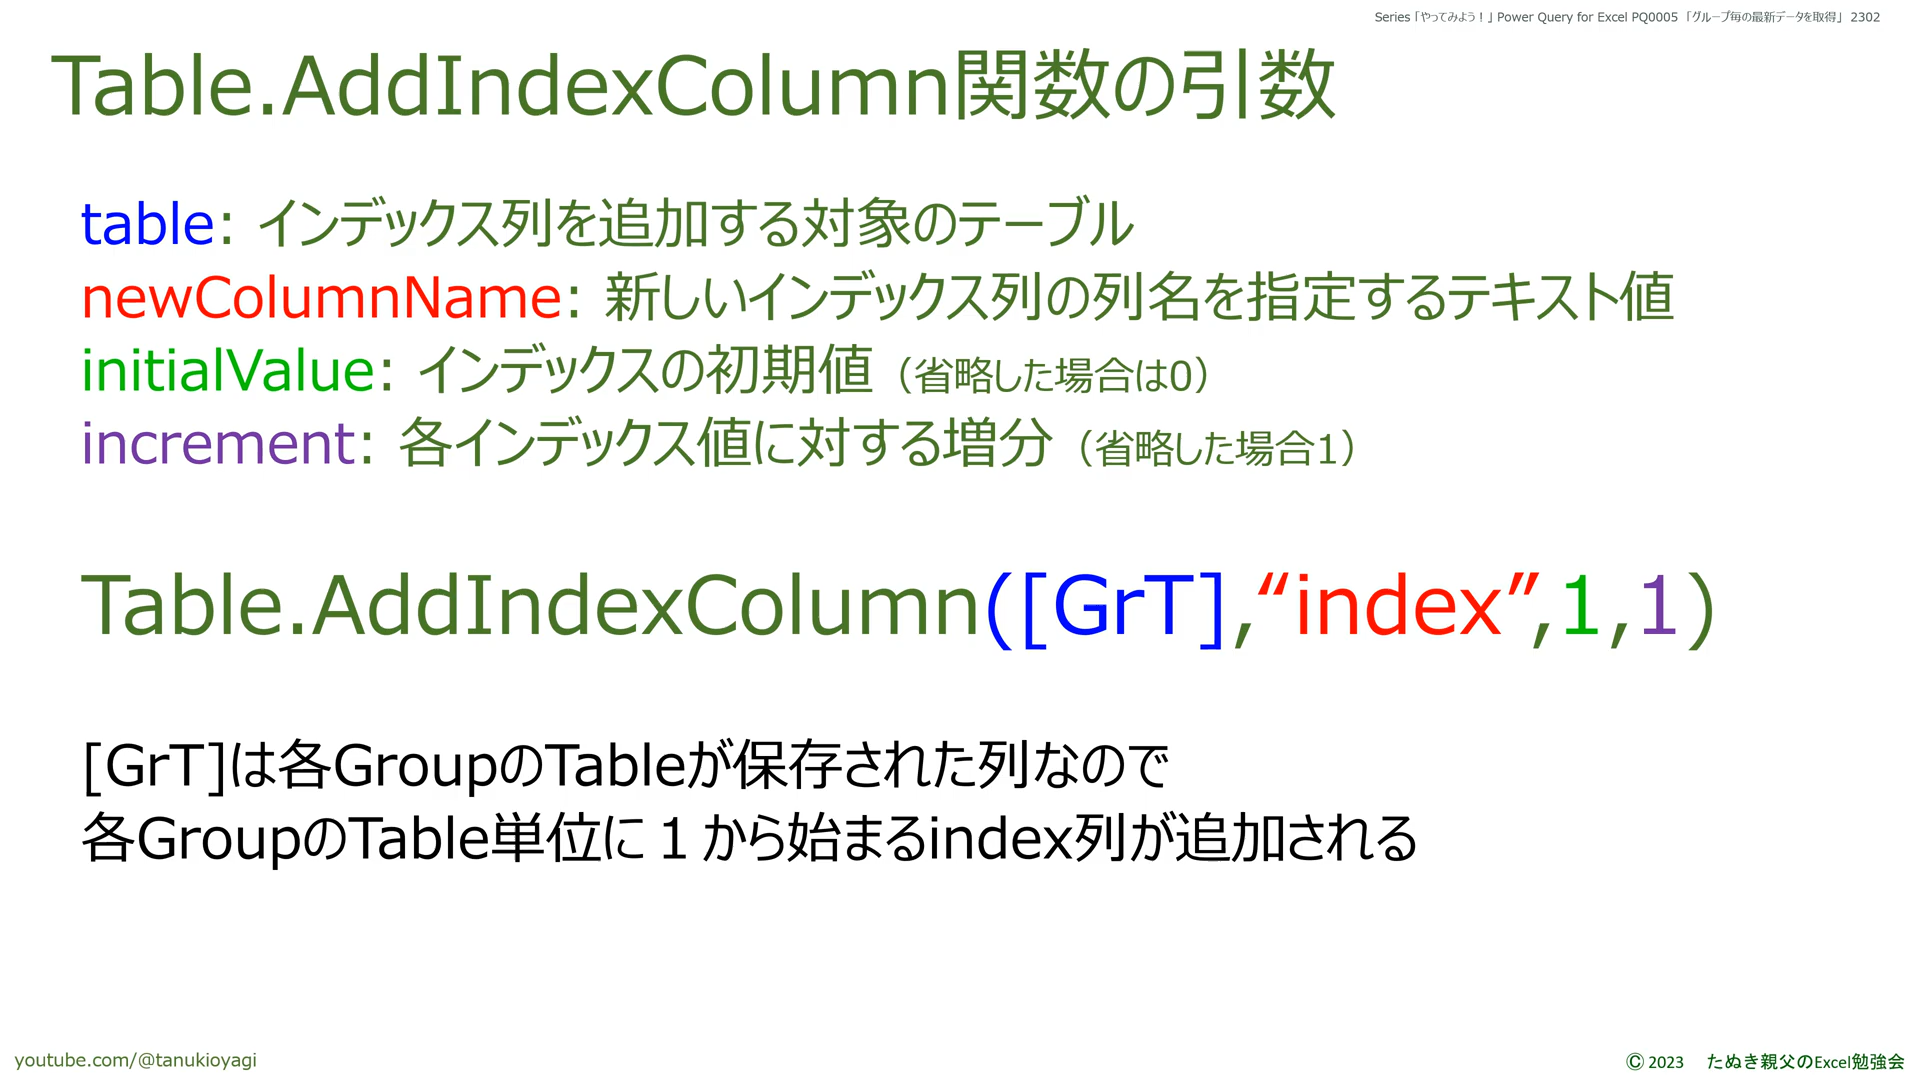 Series「やってみよう！」Power Query for Excel PQ0005「グループ毎の最新データを取得」 2302
Table.AddIndexColumn関数の引数
table: インデックス列を追加する対象のテーブル
newColumnName: 新しいインデックス列の列名を指定するテキスト値
initialValue: インデックスの初期値（省略した場合は0）
increment: 各インデックス値に対する増分（省略した場合1）
Table.AddIndexColumn([GrT],“index”,1,1)
[GrT]は各GroupのTableが保存された列なので
各GroupのTable単位に１から始まるindex列が追加される
youtube.com/@tanukioyagi
Ⓒ 2023 たぬき親父のExcel勉強会